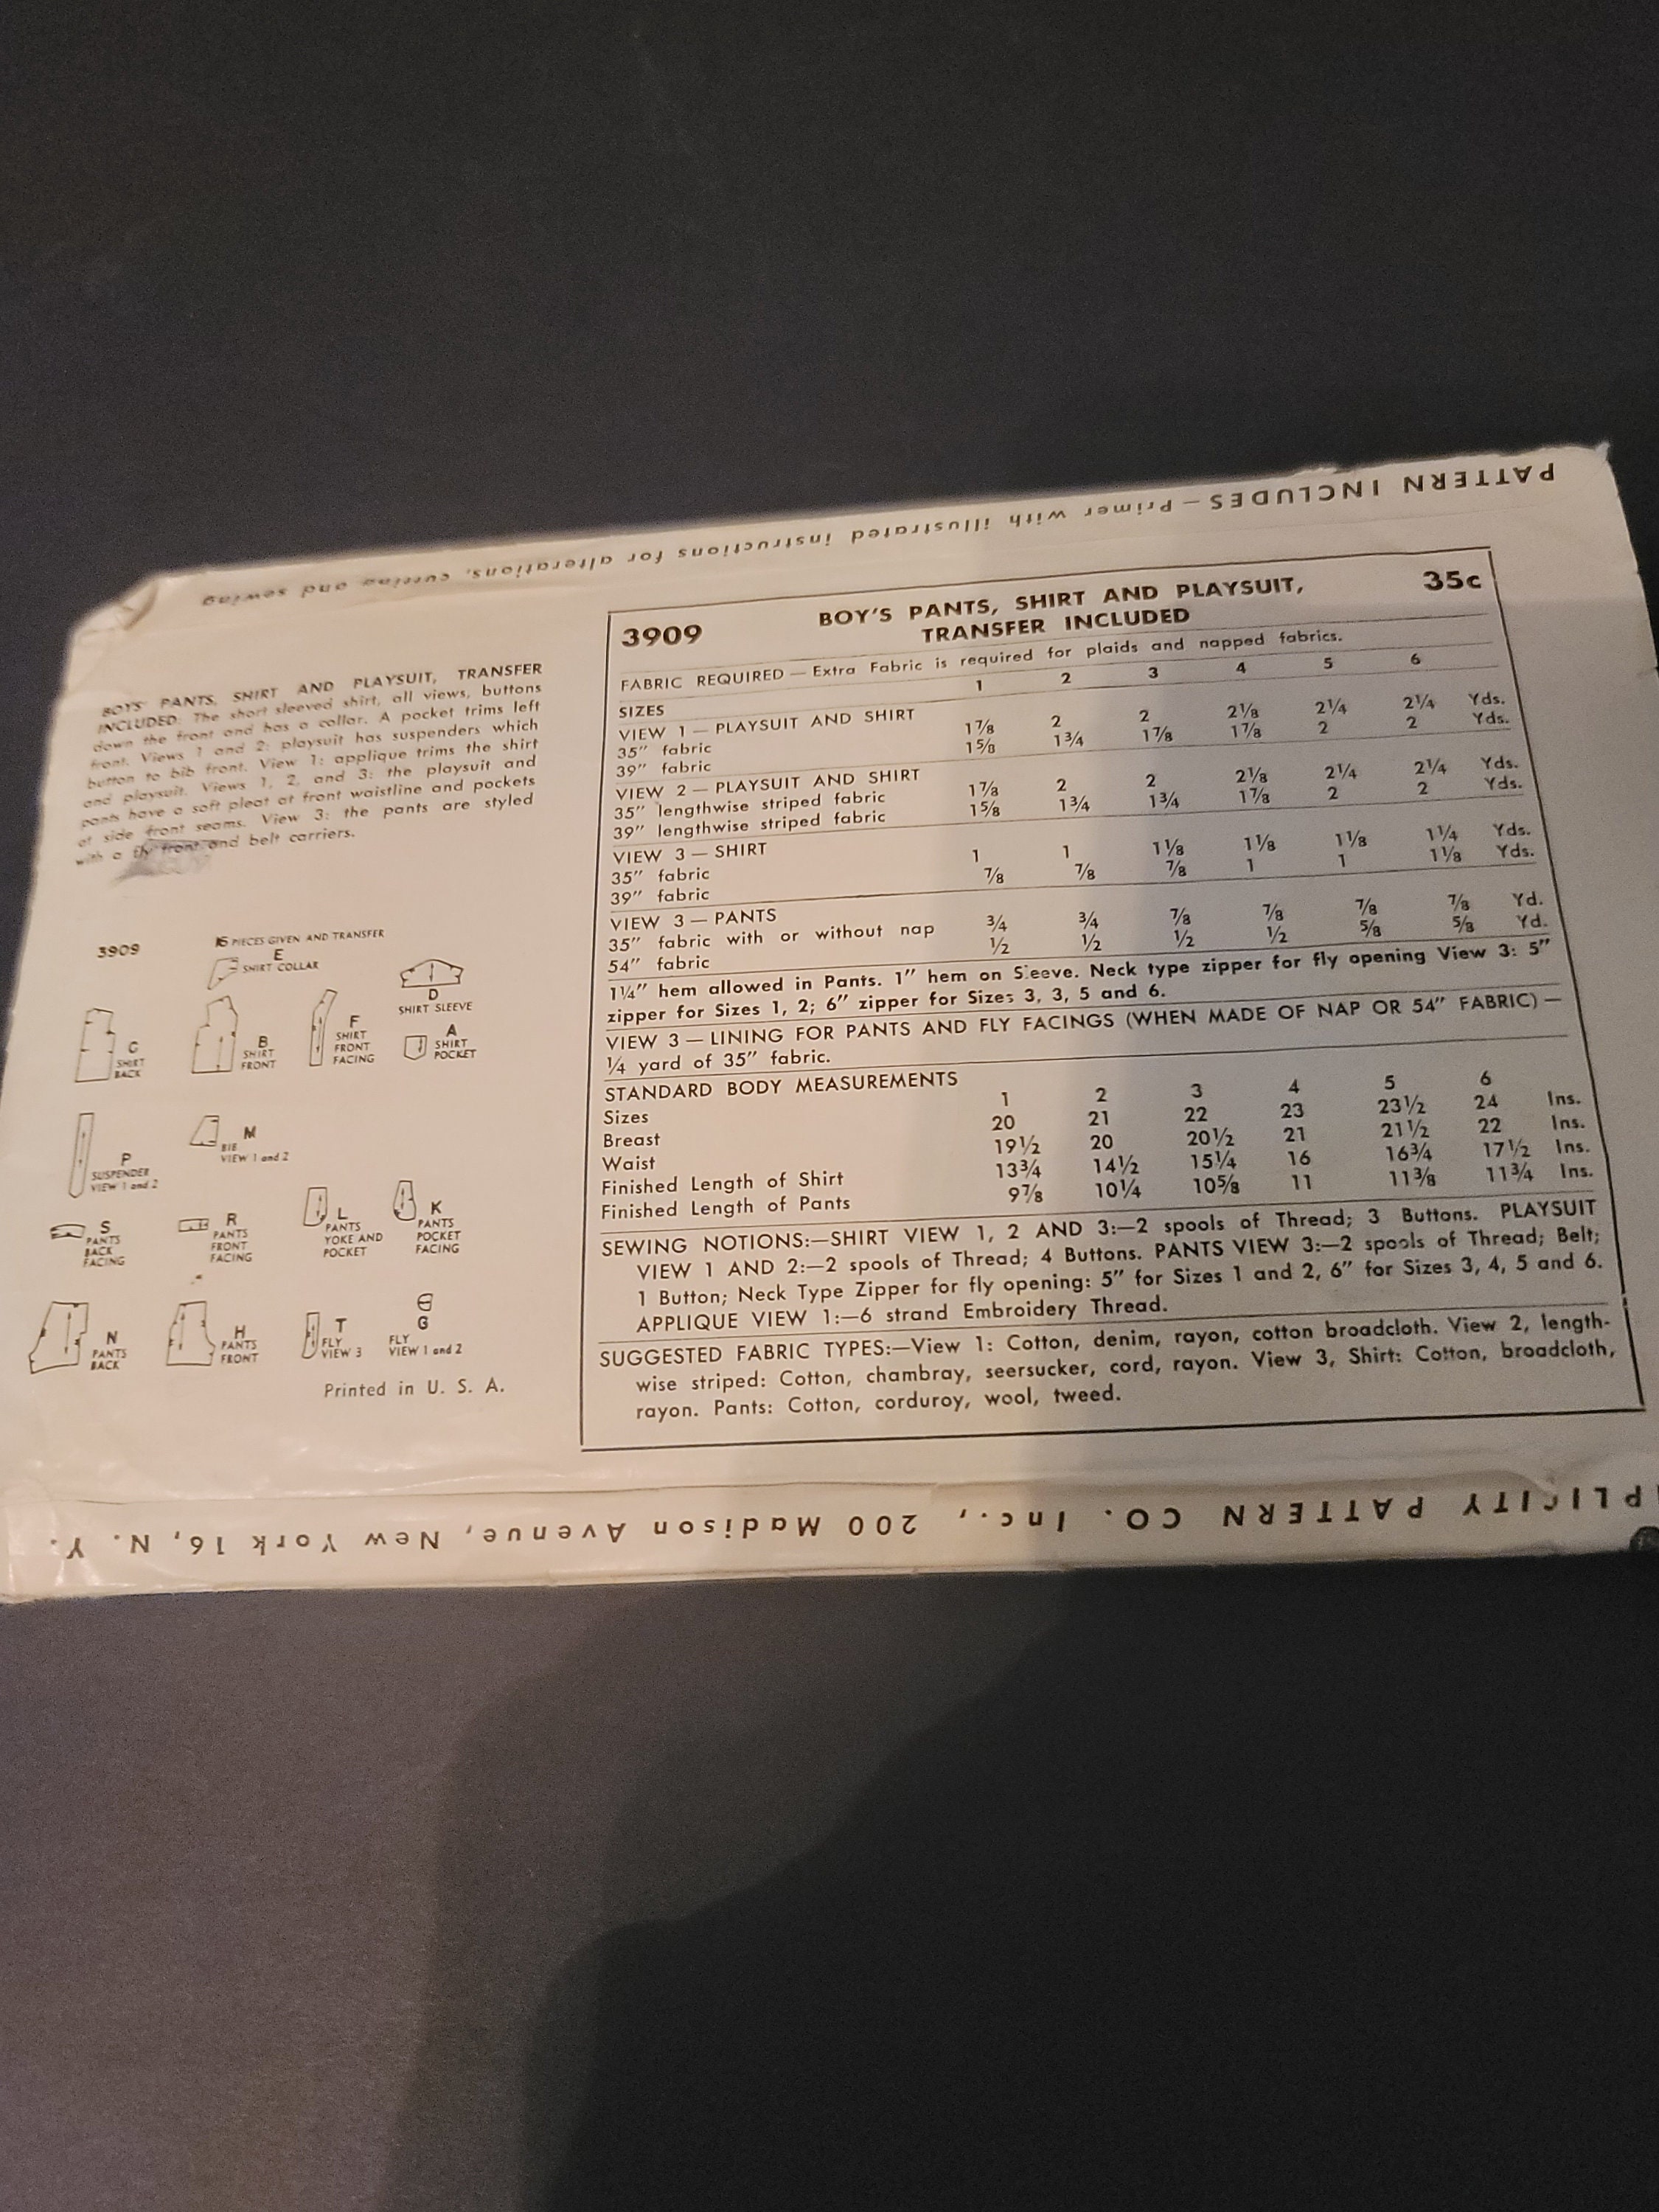 PATTERN INCLUDES — Primer with illustrated instructions for alterations, cutting and sewing
BOYS' PANTS, SHIRT AND PLAYSUIT, TRANSFER
INCLUDED: The short sleeved shirt, all views, buttons
down the front and has a collar. A pocket trims left
front. Views 1 and 2: playsuit has suspenders which
button to bib front. View 1: applique trims the shirt
and playsuit. Views 1, 2, and 3: the playsuit and
pants have a soft pleat at front waistline and pockets
at side front seams. View 3: the pants are styled
with a fly front and belt carriers.
3909
16 PIECES GIVEN AND TRANSFER
E
SHIRT COLLAR
D
SHIRT SLEEVE
C
SHIRT
BACK
B
SHIRT
FRONT
F
SHIRT
FRONT
FACING
A
SHIRT
POCKET
P
SUSPENDER
VIEW 1 and 2
M
BIB
VIEW 1 and 2
S
PANTS
BACK
FACING
R
PANTS
FRONT
FACING
L
PANTS
YOKE AND
POCKET
K
PANTS
POCKET
FACING
N
PANTS
BACK
H
PANTS
FRONT
T
FLY
VIEW 3
G
FLY
VIEW 1 and 2
Printed in U. S. A.
3909 BOY'S PANTS, SHIRT AND PLAYSUIT, 35c
TRANSFER INCLUDED
FABRIC REQUIRED — Extra Fabric is required for plaids and napped fabrics.
SIZES 1 2 3 4 5 6
VIEW 1 — PLAYSUIT AND SHIRT
35" fabric 1⅞ 2 2 2⅛ 2¼ 2¼ Yds.
39" fabric 1⅝ 1¾ 1⅞ 1⅞ 2 2 Yds.
VIEW 2 — PLAYSUIT AND SHIRT
35" lengthwise striped fabric 1⅞ 2 2 2⅛ 2¼ 2¼ Yds.
39" lengthwise striped fabric 1⅝ 1¾ 1¾ 1⅞ 2 2 Yds.
VIEW 3 — SHIRT
35" fabric 1 1 1⅛ 1⅛ 1⅛ 1¼ Yds.
39" fabric ⅞ ⅞ ⅞ 1 1 1⅛ Yds.
VIEW 3 — PANTS
35" fabric with or without nap ¾ ¾ ⅞ ⅞ ⅞ ⅞ Yd.
54" fabric ½ ½ ½ ½ ⅝ ⅝ Yd.
1¼" hem allowed in Pants. 1" hem on Sleeve. Neck type zipper for fly opening View 3: 5"
zipper for Sizes 1, 2; 6" zipper for Sizes 3, 3, 5 and 6.
VIEW 3 — LINING FOR PANTS AND FLY FACINGS (WHEN MADE OF NAP OR 54" FABRIC) —
¼ yard of 35" fabric.
STANDARD BODY MEASUREMENTS
Sizes 1 2 3 4 5 6
Breast 20 21 22 23 23½ 24 Ins.
Waist 19½ 20 20½ 21 21½ 22 Ins.
Finished Length of Shirt 13¾ 14½ 15¼ 16 16¾ 17½ Ins.
Finished Length of Pants 9⅞ 10¼ 10⅝ 11 11⅜ 11¾ Ins.
SEWING NOTIONS:—SHIRT VIEW 1, 2 AND 3:—2 spools of Thread; 3 Buttons. PLAYSUIT
VIEW 1 AND 2:—2 spools of Thread; 4 Buttons. PANTS VIEW 3:—2 spools of Thread; Belt;
1 Button; Neck Type Zipper for fly opening: 5" for Sizes 1 and 2, 6" for Sizes 3, 4, 5 and 6.
APPLIQUE VIEW 1:—6 strand Embroidery Thread.
SUGGESTED FABRIC TYPES:—View 1: Cotton, denim, rayon, cotton broadcloth. View 2, length-
wise striped: Cotton, chambray, seersucker, cord, rayon. View 3, Shirt: Cotton, broadcloth,
rayon. Pants: Cotton, corduroy, wool, tweed.
PLICITY PATTERN CO. Inc., 200 Madison Avenue, New York 16, N. Y.